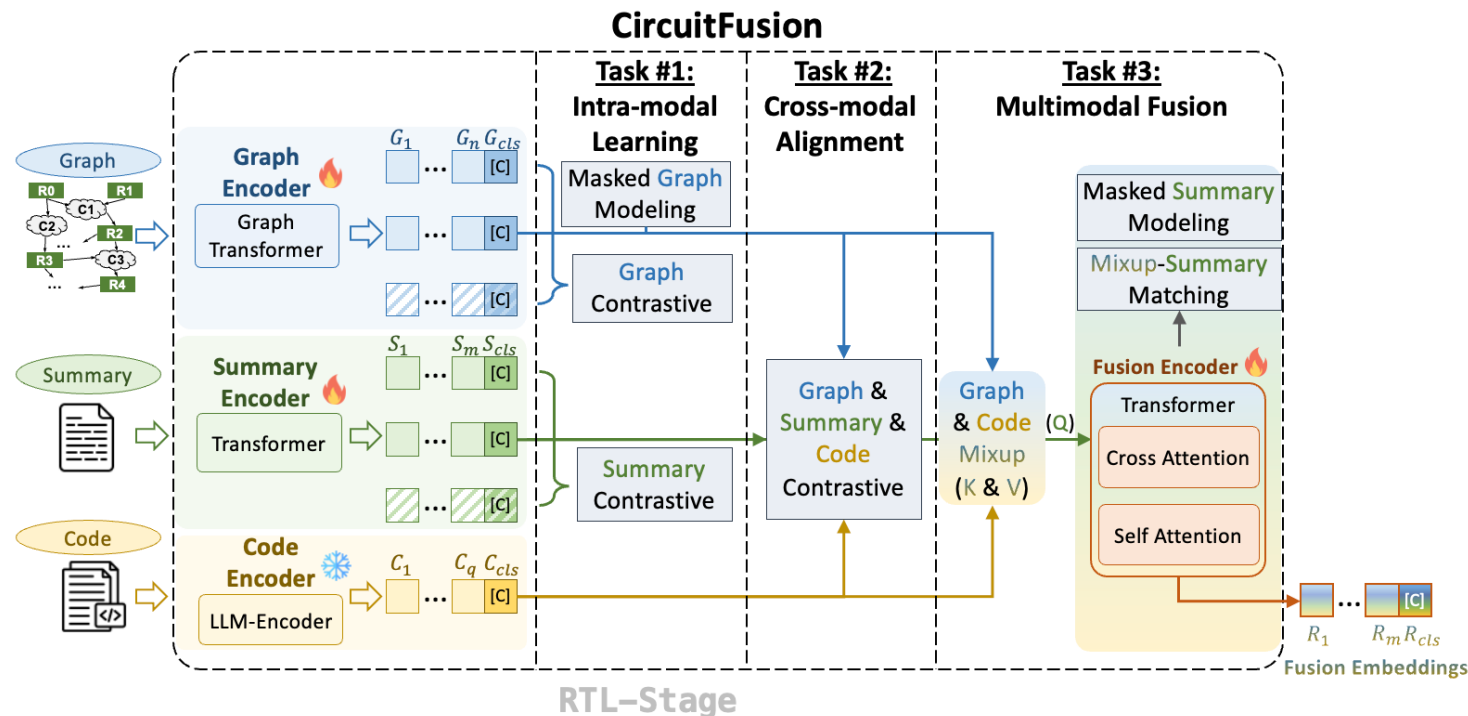 CircuitFusion
Task #1:
Intra-modal
Learning
Task #2:
Cross-modal
Alignment
Task #3:
Multimodal Fusion
Graph
R0
R1
C1
C2
R2
...
R3
C3
...
R4
Graph
Encoder
Graph
Transformer
G1 Gn Gcls
... [C]
... [C]
... [C]
Masked Graph
Modeling
Graph
Contrastive
Summary
Summary
Encoder
Transformer
S1 Sm Scls
... [C]
... [C]
... [C]
Summary
Contrastive
Code
</>
Code
Encoder
LLM-Encoder
C1 Cq Ccls
... [C]
Graph &
Summary &
Code
Contrastive
Graph
& Code
Mixup
(K & V)
(Q)
Masked Summary
Modeling
Mixup-Summary
Matching
Fusion Encoder
Transformer
Cross Attention
Self Attention
... [C]
R1 Rm Rcls
Fusion Embeddings
RTL-Stage